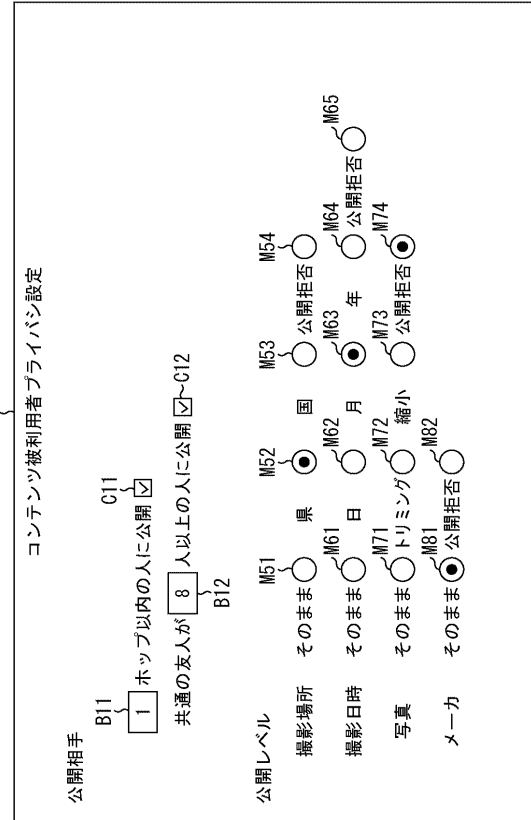 コンテンツ被利用者プライバシ設定
公開相手
B11 C11
1 ホップ以内の人に公開
共通の友人が 8 人以上の人に公開 C12
B12
公開レベル
M51 M52 M53 M54
撮影場所 そのまま 県 国 公開拒否
M61 M62 M63 M64 M65
撮影日時 そのまま 日 月 年 公開拒否
M71 M72 M73 M74
写真 そのまま トリミング 縮小 公開拒否
M81 M82
メーカ そのまま 公開拒否